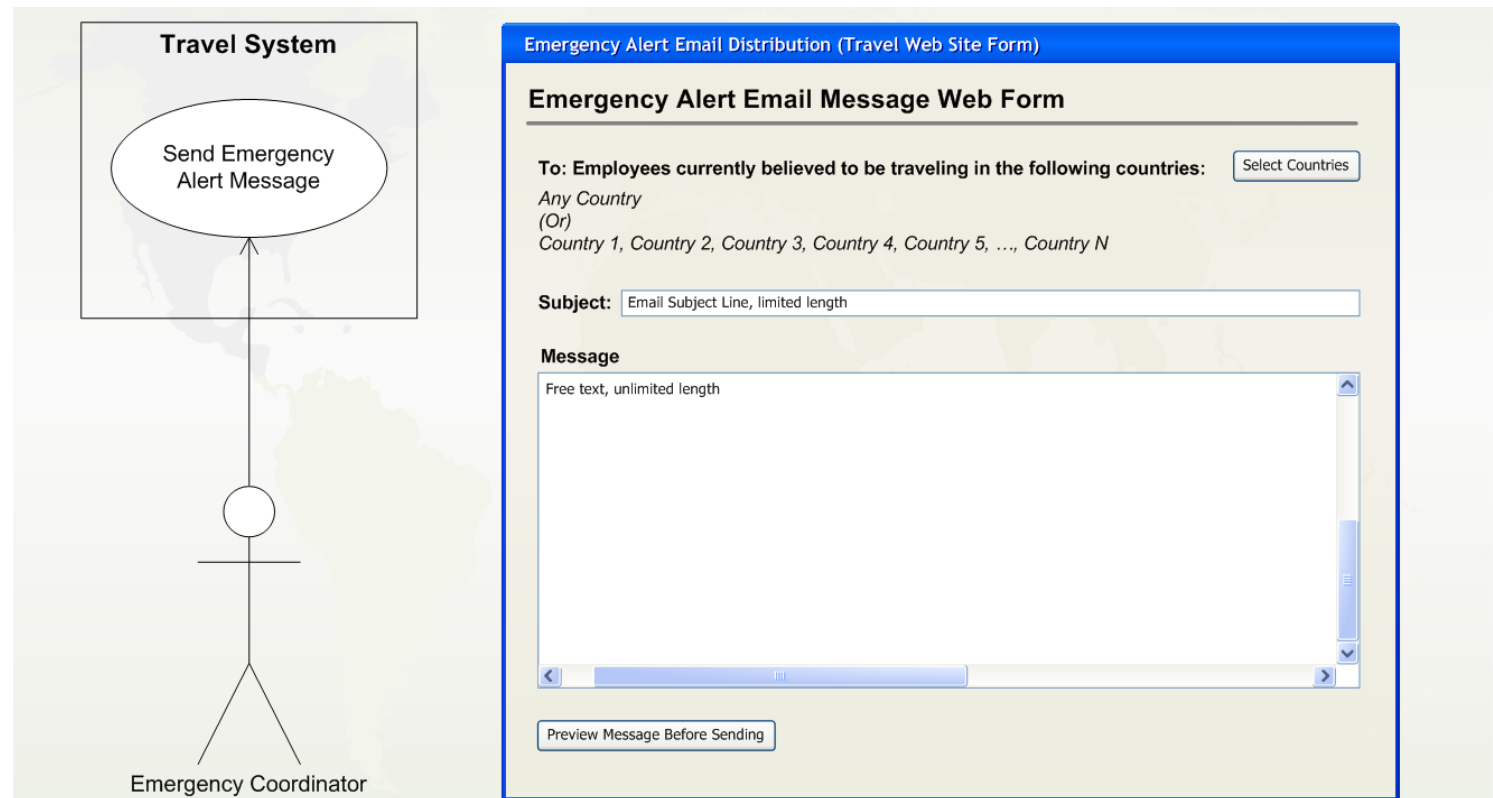 Travel System
Send Emergency
Alert Message
Emergency Coordinator
Emergency Alert Email Distribution (Travel Web Site Form)
Emergency Alert Email Message Web Form
To: Employees currently believed to be traveling in the following countries:
Select Countries
Any Country
(Or)
Country 1, Country 2, Country 3, Country 4, Country 5, …, Country N
Subject: Email Subject Line, limited length
Message
Free text, unlimited length
Preview Message Before Sending